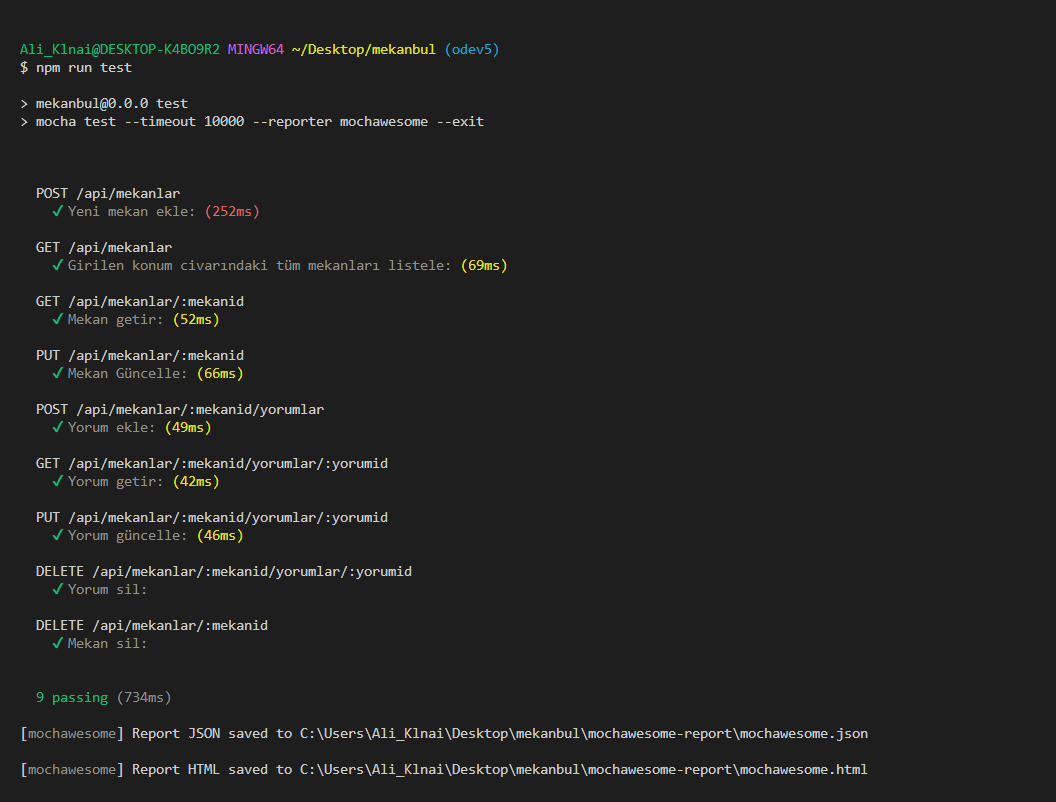 Ali_Klnai@DESKTOP-K4BO9R2 MINGW64 ~/Desktop/mekanbul (odev5)
$ npm run test
> mekanbul@0.0.0 test
> mocha test --timeout 10000 --reporter mochawesome --exit
POST /api/mekanlar
✓ Yeni mekan ekle: (252ms)
GET /api/mekanlar
✓ Girilen konum civarındaki tüm mekanları listele: (69ms)
GET /api/mekanlar/:mekanid
✓ Mekan getir: (52ms)
PUT /api/mekanlar/:mekanid
✓ Mekan Güncelle: (66ms)
POST /api/mekanlar/:mekanid/yorumlar
✓ Yorum ekle: (49ms)
GET /api/mekanlar/:mekanid/yorumlar/:yorumid
✓ Yorum getir: (42ms)
PUT /api/mekanlar/:mekanid/yorumlar/:yorumid
✓ Yorum güncelle: (46ms)
DELETE /api/mekanlar/:mekanid/yorumlar/:yorumid
✓ Yorum sil:
DELETE /api/mekanlar/:mekanid
✓ Mekan sil:
9 passing (734ms)
[mochawesome] Report JSON saved to C:\Users\Ali_Klnai\Desktop\mekanbul\mochawesome-report\mochawesome.json
[mochawesome] Report HTML saved to C:\Users\Ali_Klnai\Desktop\mekanbul\mochawesome-report\mochawesome.html